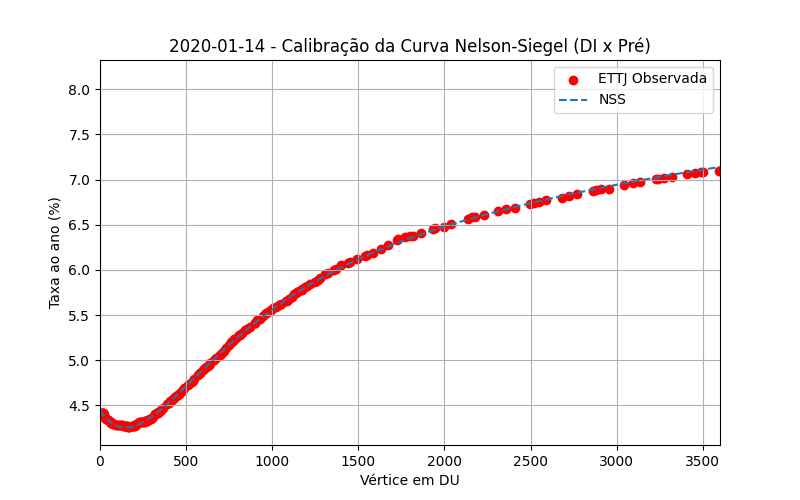 2020-01-14 - Calibração da Curva Nelson-Siegel (DI x Pré)
ETTJ Observada
NSS
Taxa ao ano (%)
8.0
7.5
7.0
6.5
6.0
5.5
5.0
4.5
0 500 1000 1500 2000 2500 3000 3500
Vértice em DU